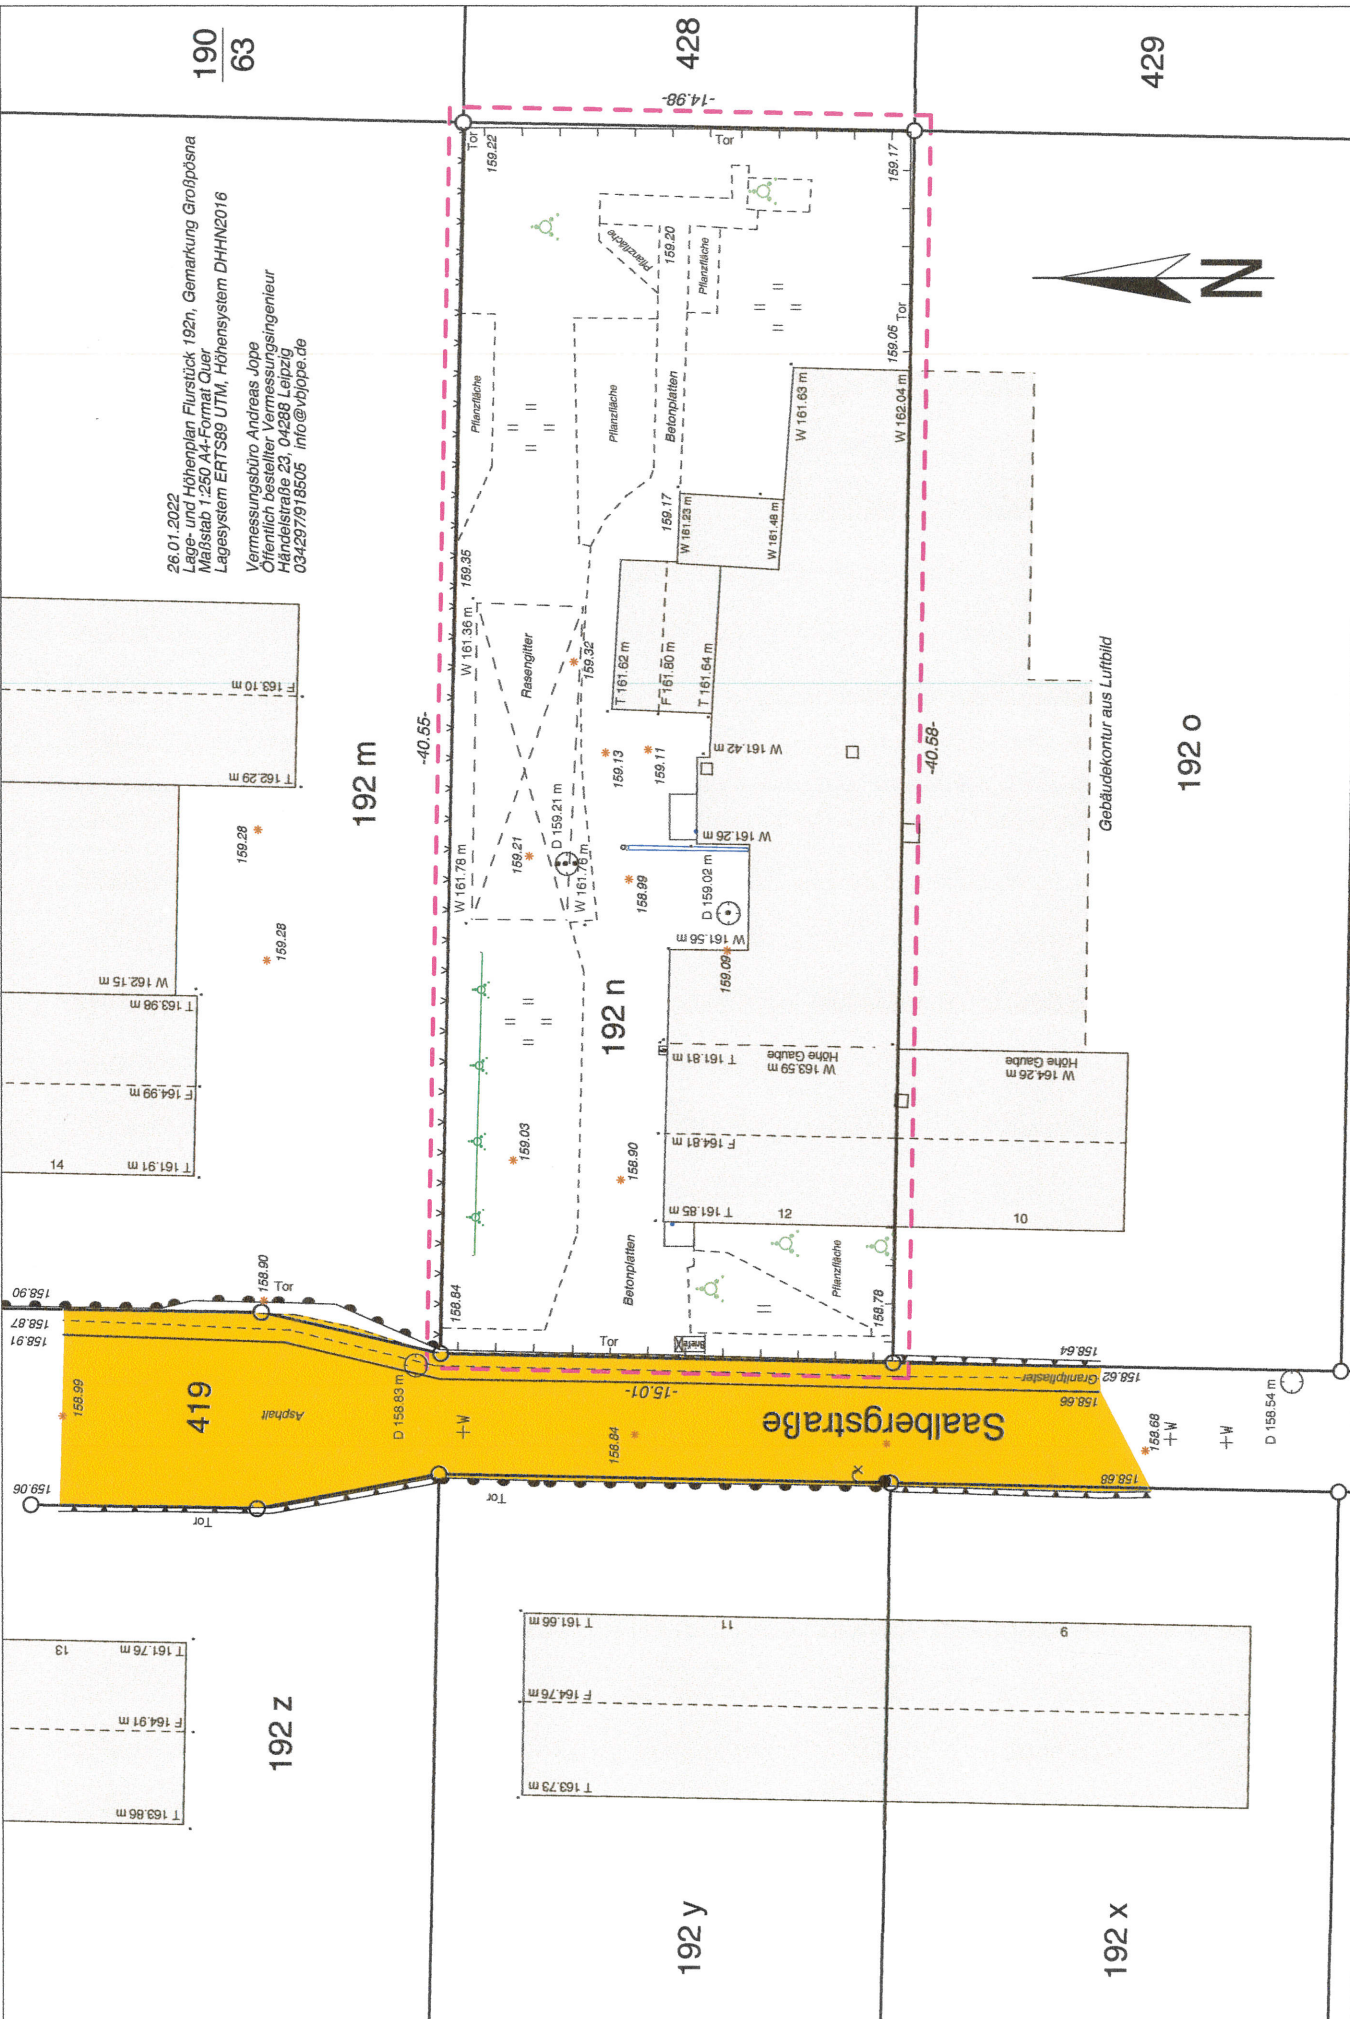 190
63
428
429
26.01.2022
Lage- und Höhenplan Flurstück 192n, Gemarkung Großpösna
Maßstab 1:250 A4-Format Quer
Lagesystem ERTS89 UTM, Höhensystem DHHN2016
Vermessungsbüro Andreas Jope
Öffentlich bestellter Vermessungsingenieur
Händelstraße 23, 04288 Leipzig
034297/918505 info@vbjope.de
-14.98-
Tor
159.22
Tor
159.17
Pflanzfläche
159.20
Pflanzfläche
N
159.05
Tor
Pflanzfläche
Pflanzfläche
Betonplatten
W 161.63 m
W 162.04 m
159.17
W 161.23 m
W 161.48 m
159.35
W 161.36 m
Rasengitter
159.32
T 161.62 m
F 161.80 m
T 161.64 m
F 163.10 m
T 162.29 m
192 m
-40.55-
159.13
159.11
W 161.42 m
-40.58-
Gebäudekontur aus Luftbild
192 o
159.28
159.28
W 161.78 m
159.21
D 159.21 m
W 161.76 m
W 161.26 m
158.99
D 159.02 m
W 161.56 m
159.09
W 162.15 m
T 163.98 m
F 164.99 m
T 161.91 m
14
192 n
T 161.81 m
W 163.59 m
Höhe Gaube
W 164.26 m
Höhe Gaube
159.03
158.90
F 164.81 m
T 161.85 m
12
10
158.90
Tor
158.84
Betonplatten
Pflanzfläche
158.78
Tor
158.90
158.87
158.91
158.99
419
Asphalt
D 158.83 m
W
-15.01-
158.84
Saalbergstraße
Granitpflaster
158.64
158.62
158.66
158.68
158.68
W
W
D 158.54 m
159.06
Tor
Tor
13
T 161.76 m
F 164.91 m
T 163.86 m
192 z
T 161.66 m
F 164.76 m
T 163.73 m
11
9
192 y
192 x